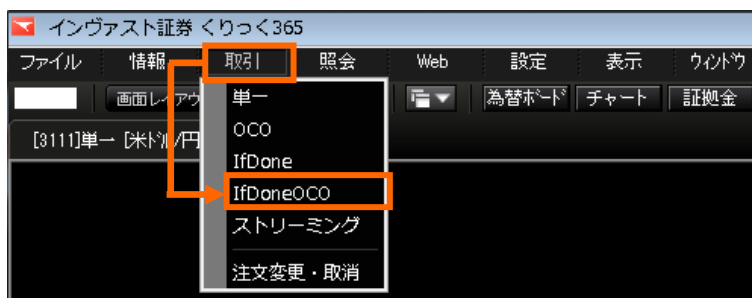 インヴァスト証券 くりっく365
ファイル 情報 取引 照会 Web 設定 表示 ウィンドウ
画面レイアウ 為替ボード チャート 証拠金
[3111]単一 [米ドル/円
単一
OCO
IfDone
IfDoneOCO
ストリーミング
注文変更・取消